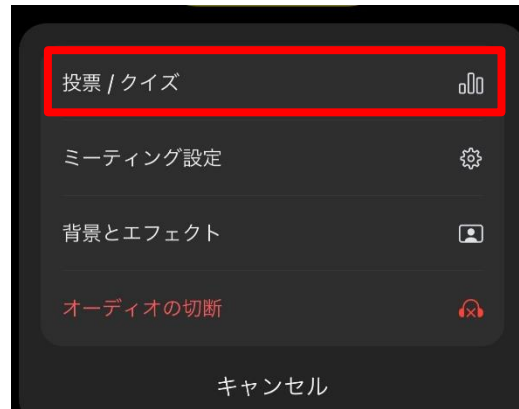 投票 / クイズ
ミーティング設定
背景とエフェクト
オーディオの切断
キャンセル